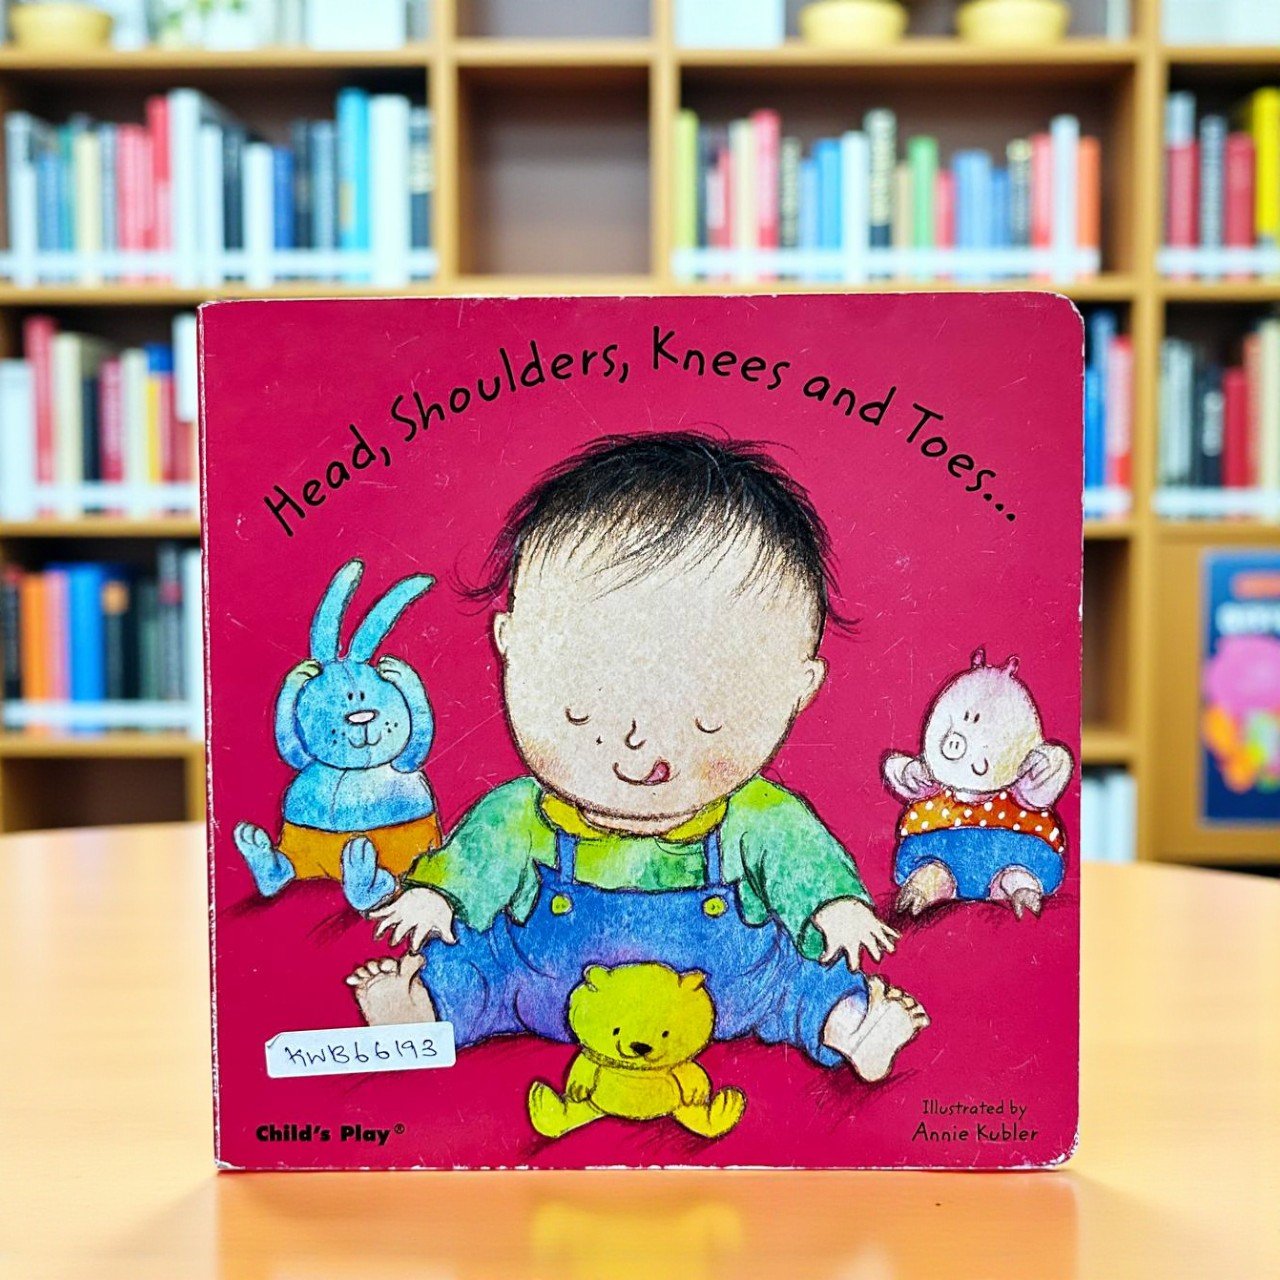 Head, Shoulders, Knees and Toes...
KWB66193
Child's Play®
Illustrated by
Annie Kubler